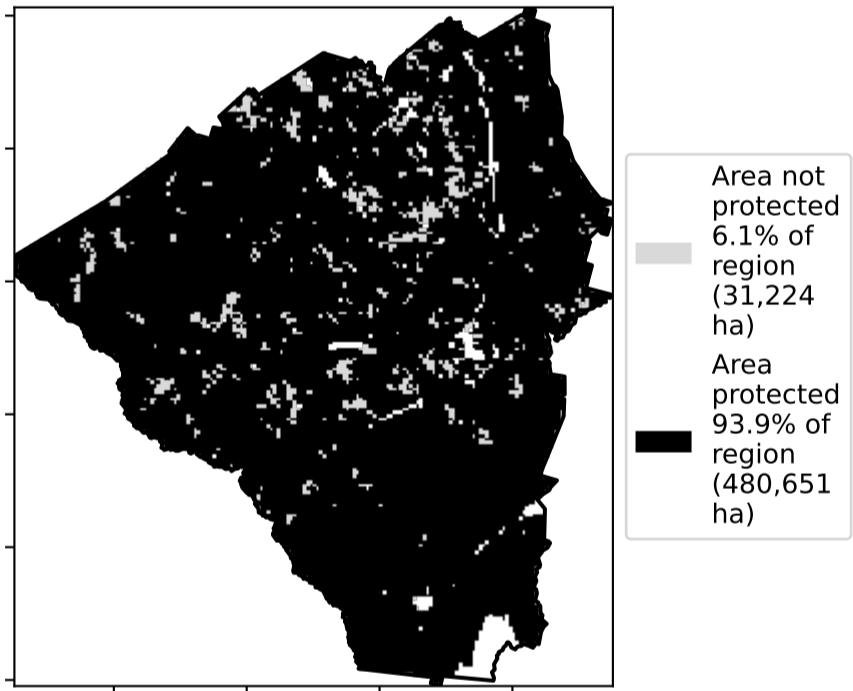 Area not
protected
6.1% of
region
(31,224
ha)
Area
protected
93.9% of
region
(480,651
ha)